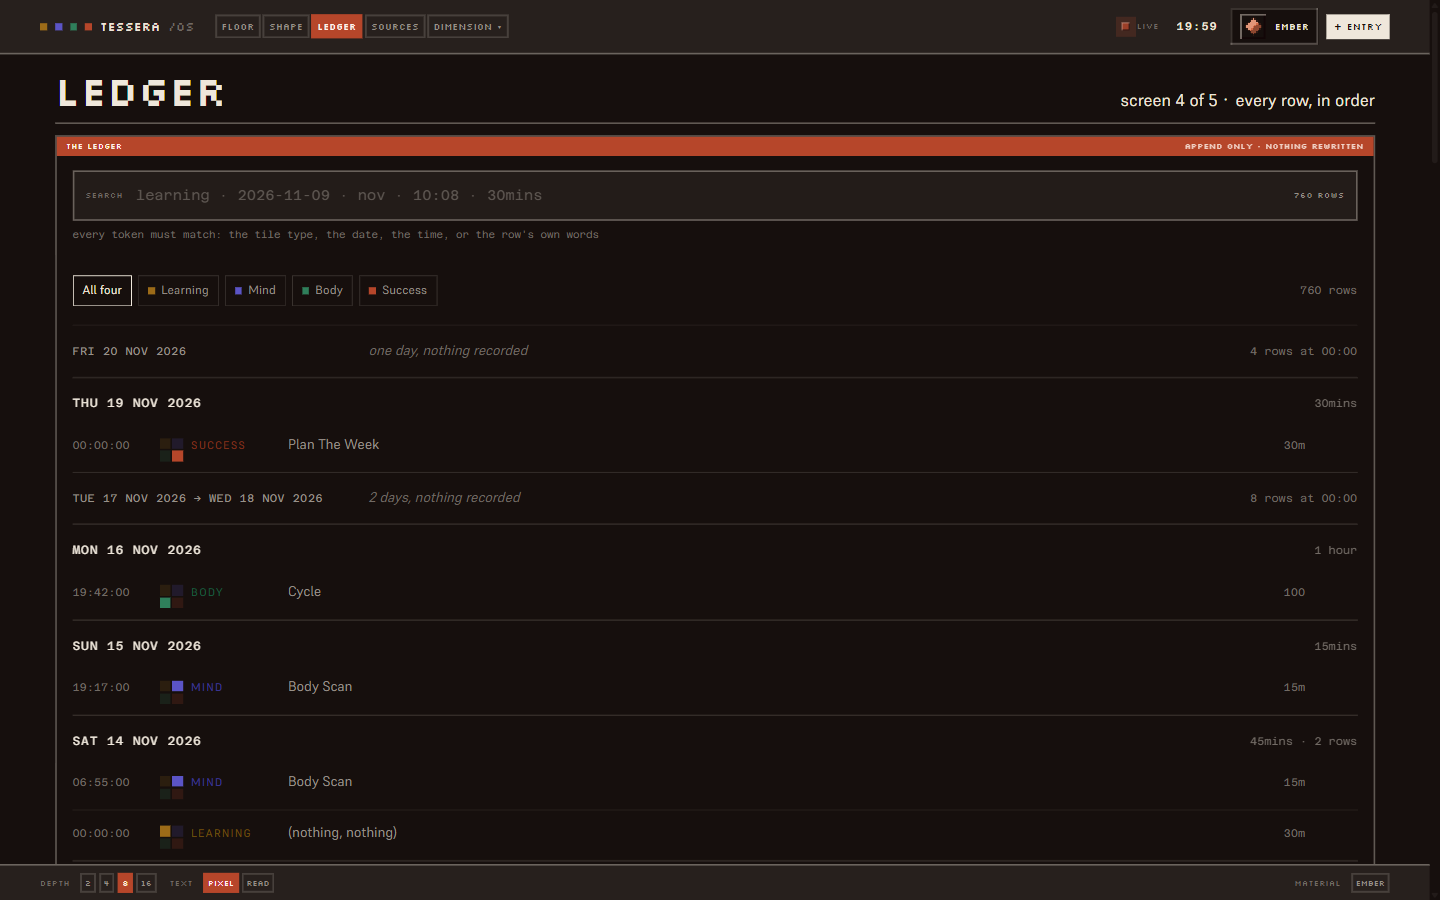 TESSERA /OS FLOOR SHAPE LEDGER SOURCES DIMENSION ▾ LIVE 19:59 EMBER + ENTRY
LEDGER screen 4 of 5 · every row, in order
THE LEDGER APPEND ONLY · NOTHING REWRITTEN
SEARCH learning · 2026-11-09 · nov · 10:08 · 30mins 760 ROWS
every token must match: the tile type, the date, the time, or the row's own words
All four Learning Mind Body Success 760 rows
FRI 20 NOV 2026 one day, nothing recorded 4 rows at 00:00
THU 19 NOV 2026 30mins
00:00:00 SUCCESS Plan The Week 30m
TUE 17 NOV 2026 → WED 18 NOV 2026 2 days, nothing recorded 8 rows at 00:00
MON 16 NOV 2026 1 hour
19:42:00 BODY Cycle 100
SUN 15 NOV 2026 15mins
19:17:00 MIND Body Scan 15m
SAT 14 NOV 2026 45mins · 2 rows
06:55:00 MIND Body Scan 15m
00:00:00 LEARNING (nothing, nothing) 30m
DEPTH 2 4 8 16 TEXT PIXEL READ MATERIAL EMBER